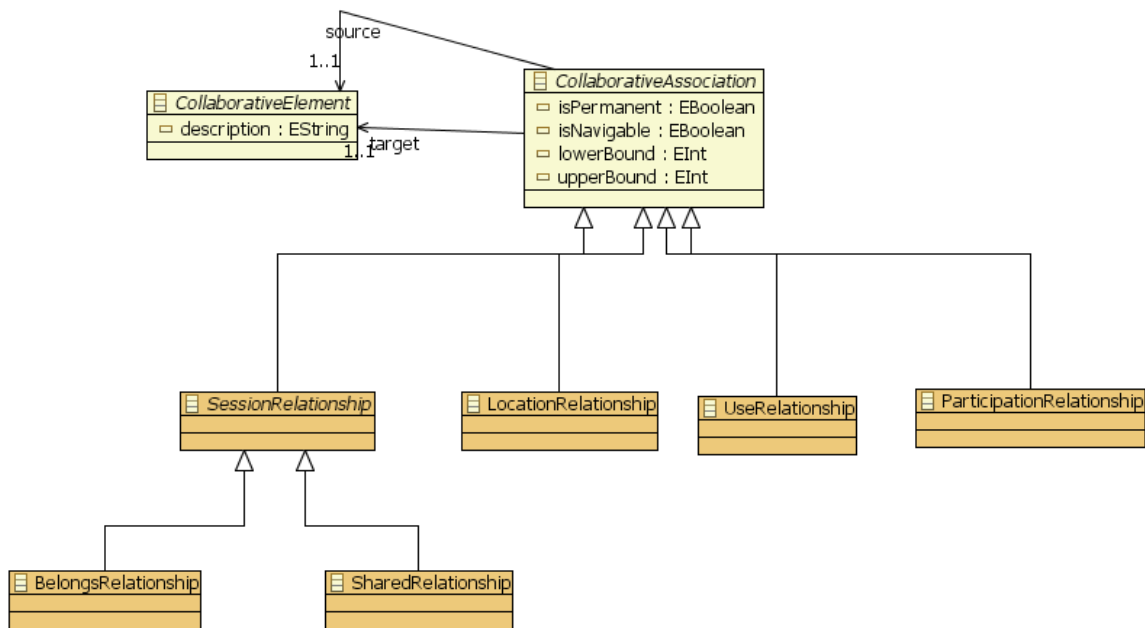 source
1..1
CollaborativeElement
description : EString
1..1
target
CollaborativeAssociation
isPermanent : EBoolean
isNavigable : EBoolean
lowerBound : EInt
upperBound : EInt
SessionRelationship
LocationRelationship
UseRelationship
ParticipationRelationship
BelongsRelationship
SharedRelationship